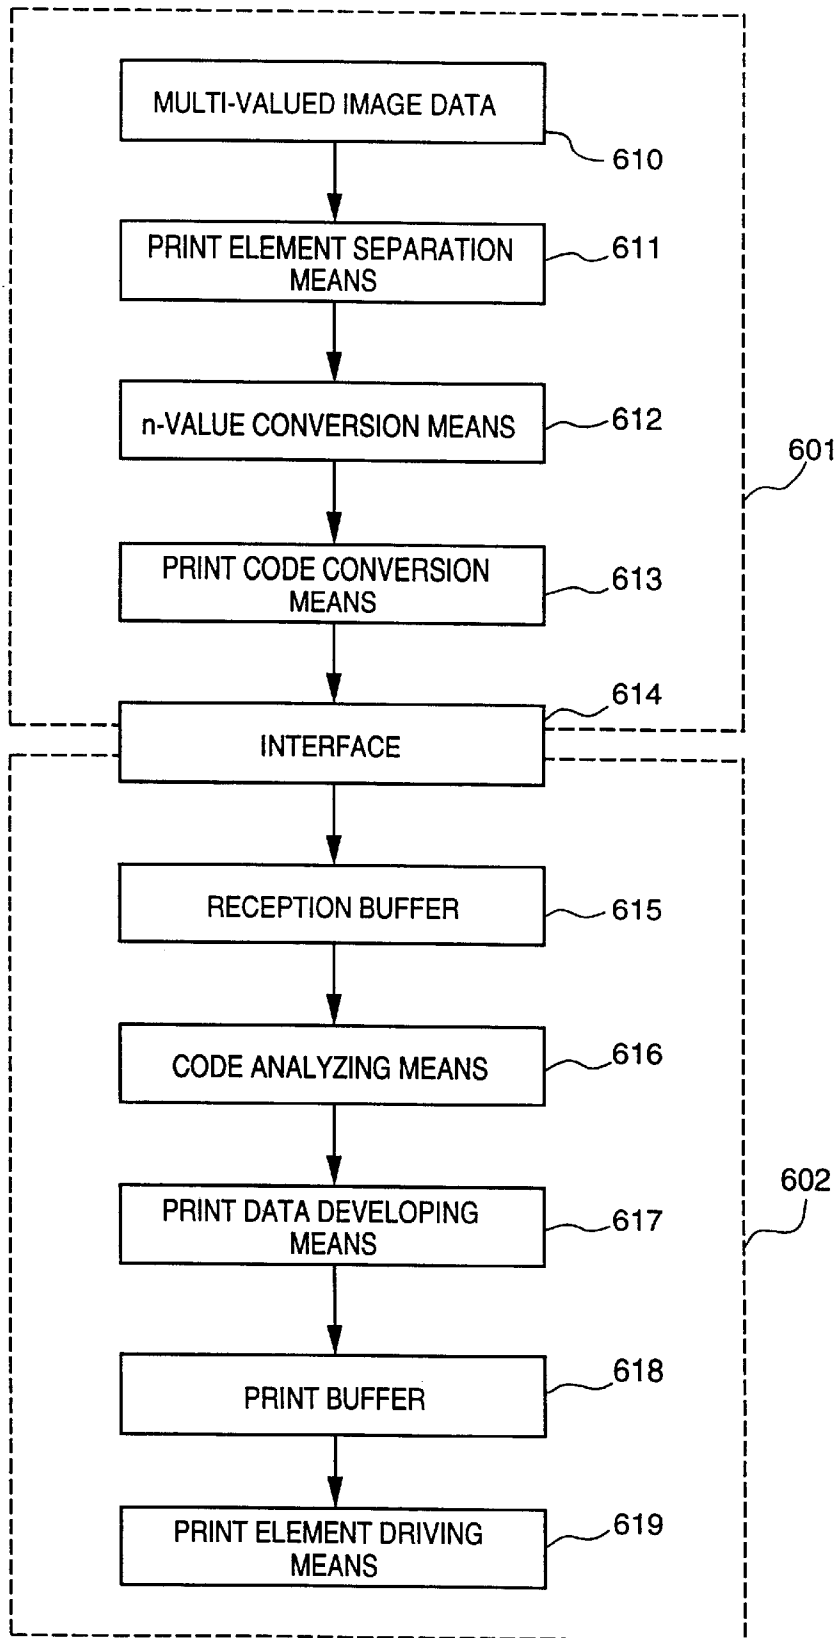 MULTI-VALUED IMAGE DATA
610
PRINT ELEMENT SEPARATION
MEANS
611
n-VALUE CONVERSION MEANS
612
601
PRINT CODE CONVERSION
MEANS
613
614
INTERFACE
RECEPTION BUFFER
615
CODE ANALYZING MEANS
616
602
PRINT DATA DEVELOPING
MEANS
617
PRINT BUFFER
618
PRINT ELEMENT DRIVING
MEANS
619